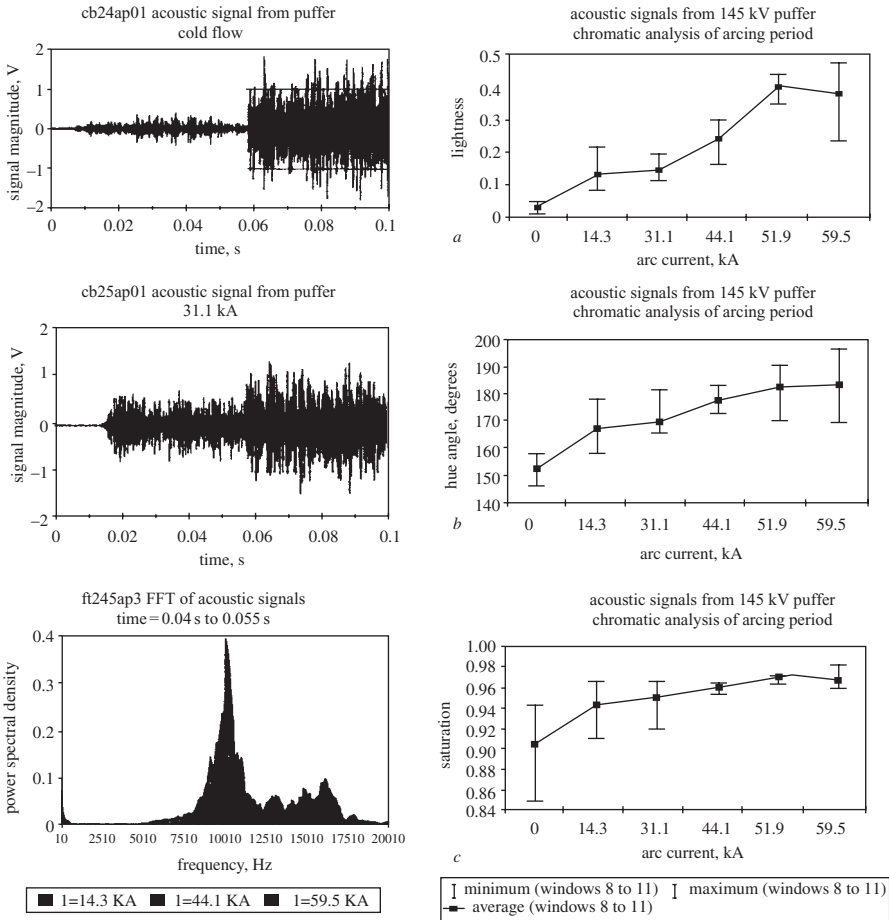 cb24ap01 acoustic signal from puffer
cold flow
signal magnitude, V
2
1
0
−1
−2
0 0.02 0.04 0.06 0.08 0.1
time, s
cb25ap01 acoustic signal from puffer
31.1 kA
signal magnitude, V
2
1
0
−1
−2
0 0.02 0.04 0.06 0.08 0.1
time, s
ft245ap3 FFT of acoustic signals
time=0.04 s to 0.055 s
power spectral density
0.4
0.3
0.2
0.1
0
10 2510 5010 7510 10010 12510 15010 17510 20010
frequency, Hz
1=14.3 KA 1=44.1 KA 1=59.5 KA
acoustic signals from 145 kV puffer
chromatic analysis of arcing period
lightness
0.5
0.4
0.3
0.2
0.1
0
0 14.3 31.1 44.1 51.9 59.5
a arc current, kA
acoustic signals from 145 kV puffer
chromatic analysis of arcing period
hue angle, degrees
200
190
180
170
160
150
140
0 14.3 31.1 44.1 51.9 59.5
b arc current, kA
acoustic signals from 145 kV puffer
chromatic analysis of arcing period
saturation
1.00
0.98
0.96
0.94
0.92
0.90
0.88
0.86
0.84
0 14.3 31.1 44.1 51.9 59.5
c arc current, kA
minimum (windows 8 to 11) maximum (windows 8 to 11)
average (windows 8 to 11)